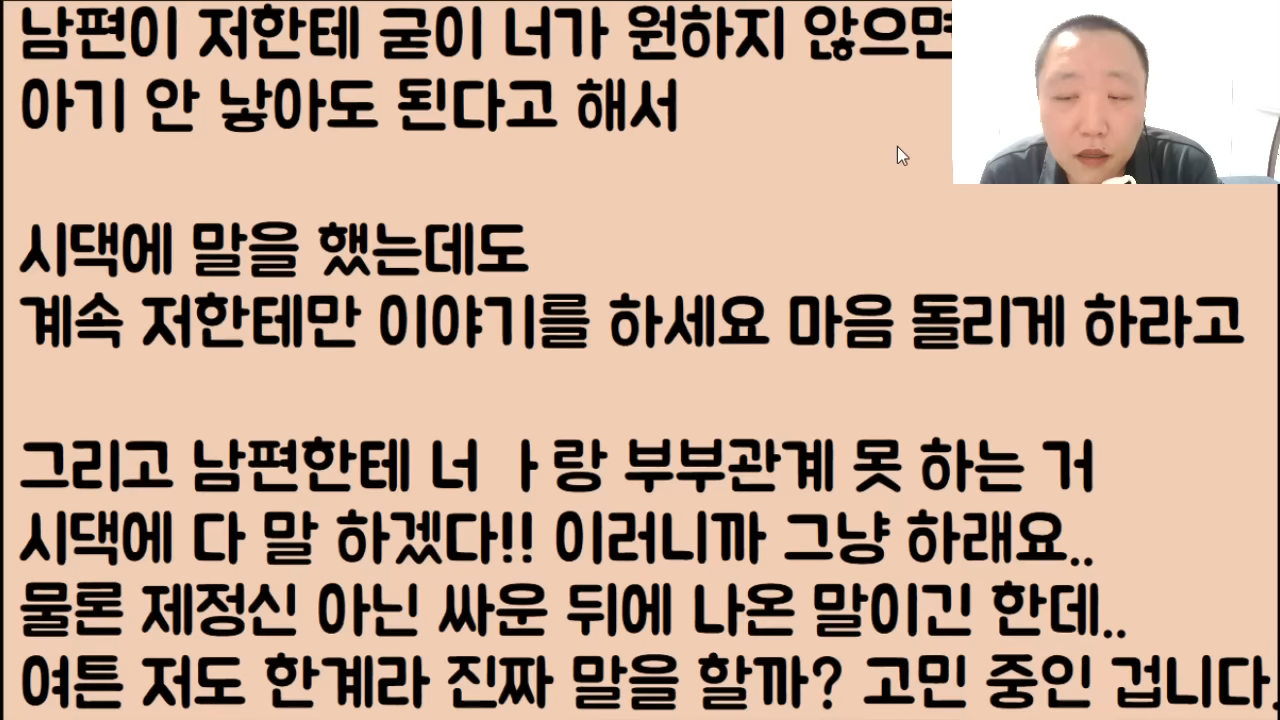 남편이 저한테 굳이 너가 원하지 않으면
아기 안 낳아도 된다고 해서
시댁에 말을 했는데도
계속 저한테만 이야기를 하세요 마음 돌리게 하라고
그리고 남편한테 너 ㅏ랑 부부관계 못 하는 거
시댁에 다 말 하겠다!! 이러니까 그냥 하래요..
물론 제정신 아닌 싸운 뒤에 나온 말이긴 한데..
여튼 저도 한계라 진짜 말을 할까? 고민 중인 겁니다.